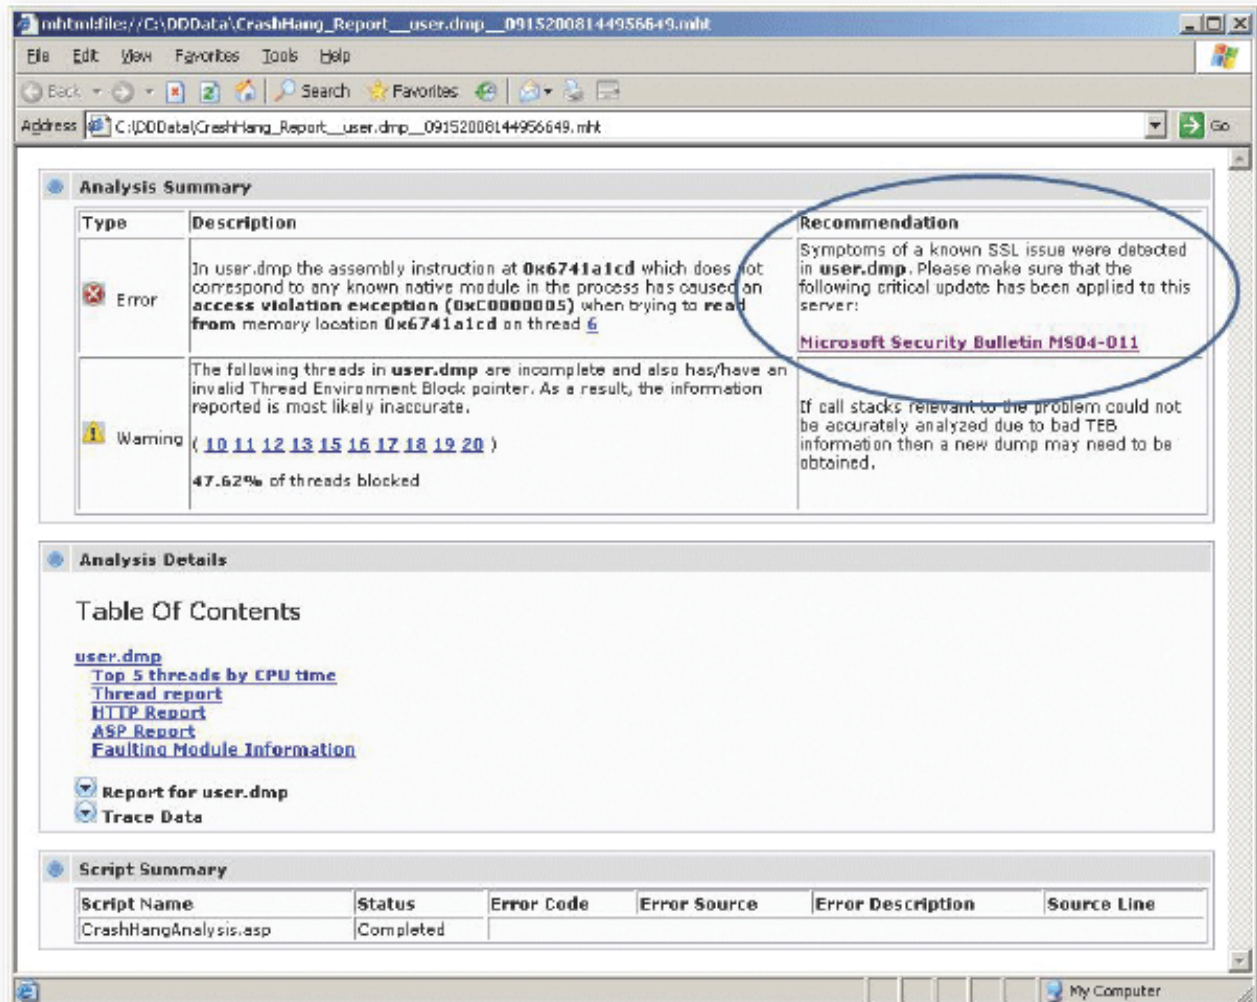 mhtml:file://C:\DDData\CrashHang_Report__user.dmp__09152008144956649.mht
File Edit View Favorites Tools Help
Back Search Favorites
Address C:\DDData\CrashHang_Report__user.dmp__09152008144956649.mht Go
Analysis Summary
Type Description Recommendation
Error
In user.dmp the assembly instruction at 0x6741a1cd which does not
correspond to any known native module in the process has caused an
access violation exception (0xC0000005) when trying to read
from memory location 0x6741a1cd on thread 6
Symptoms of a known SSL issue were detected
in user.dmp. Please make sure that the
following critical update has been applied to this
server:
Microsoft Security Bulletin MS04-011
Warning
The following threads in user.dmp are incomplete and also has/have an
invalid Thread Environment Block pointer. As a result, the information
reported is most likely inaccurate.
( 10 11 12 13 15 16 17 18 19 20 )
47.62% of threads blocked
If call stacks relevant to the problem could not
be accurately analyzed due to bad TEB
information then a new dump may need to be
obtained.
Analysis Details
Table Of Contents
user.dmp
Top 5 threads by CPU time
Thread report
HTTP Report
ASP Report
Faulting Module Information
Report for user.dmp
Trace Data
Script Summary
Script Name Status Error Code Error Source Error Description Source Line
CrashHangAnalysis.asp Completed
My Computer